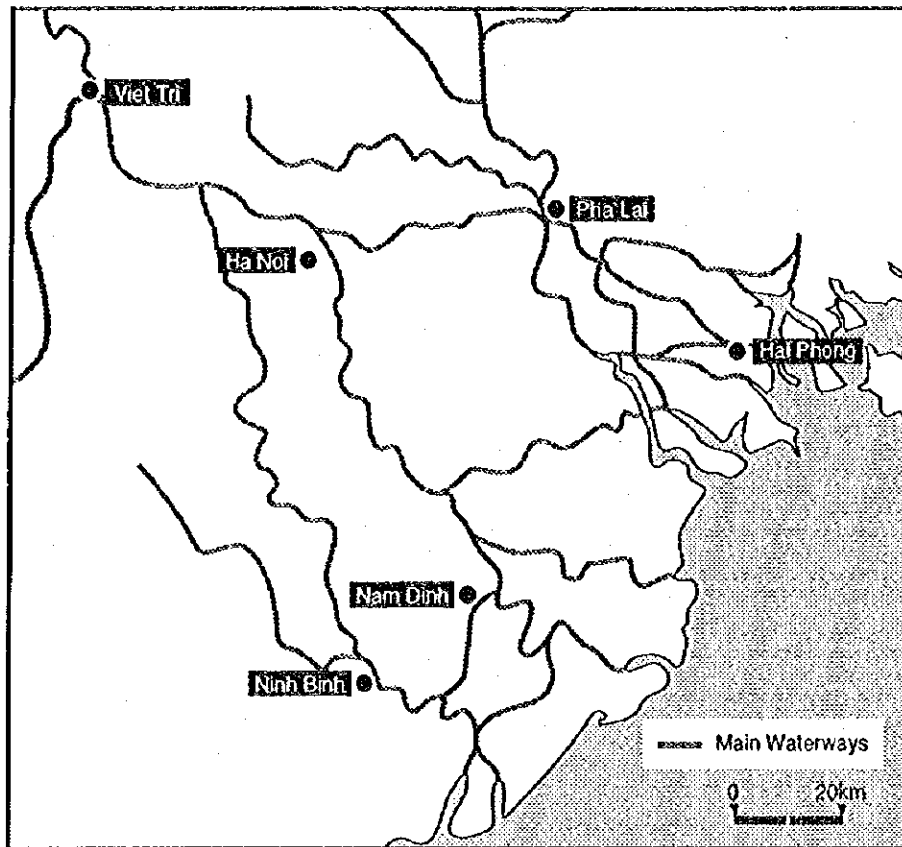 Viet Tri
Pha Lai
Ha Noi
Hai Phong
Nam Dinh
Ninh Binh
Main Waterways
0 20km